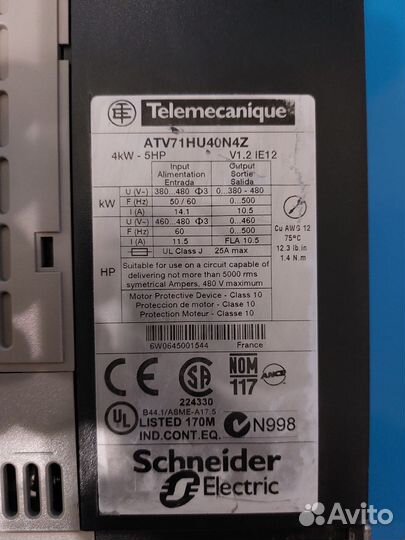 Telemecanique
ATV71HU40N4Z
4kW - 5HP V1.2 IE12
Input Output
Alimentation Sortie
Entrada Salida
kW U (V~) 380...480 Φ3 0...380 - 480
F (Hz) 50 / 60 0...500
I (A) 14.1 10.5
HP U (V~) 460...480 Φ3 0...460
F (Hz) 60 0...500
I (A) 11.5 FLA 10.5
UL Class J 25A max
Cu AWG 12
75°C
12.3 lb.in
1.4 N.m
Suitable for use on a circuit capable of
delivering not more than 5000 rms
symetrical Ampers, 480 V maximum
Motor Protective Device - Class 10
Proteccion de motor - Clase 10
Protection Moteur - Classe 10
6W0645001544 France
CE
SA
224330
B44.1/ASME-A17.5
NOM
117
ANCE
UL LISTED 170M
IND.CONT.EQ.
N998
Schneider
Electric
Avito